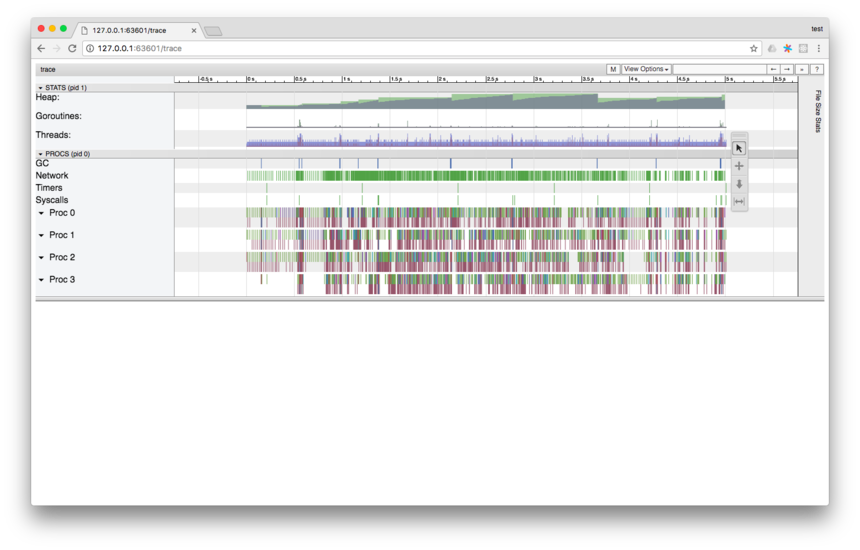 127.0.0.1:63601/trace
test
127.0.0.1:63601/trace
trace
M
View Options
← → » ?
-0.5 s 0 s 0.5 s 1 s 1.5 s 2 s 2.5 s 3 s 3.5 s 4 s 4.5 s 5 s 5.5 s
STATS (pid 1)
Heap:
Goroutines:
Threads:
PROCS (pid 0)
GC
Network
Timers
Syscalls
Proc 0
Proc 1
Proc 2
Proc 3
File Size Stats